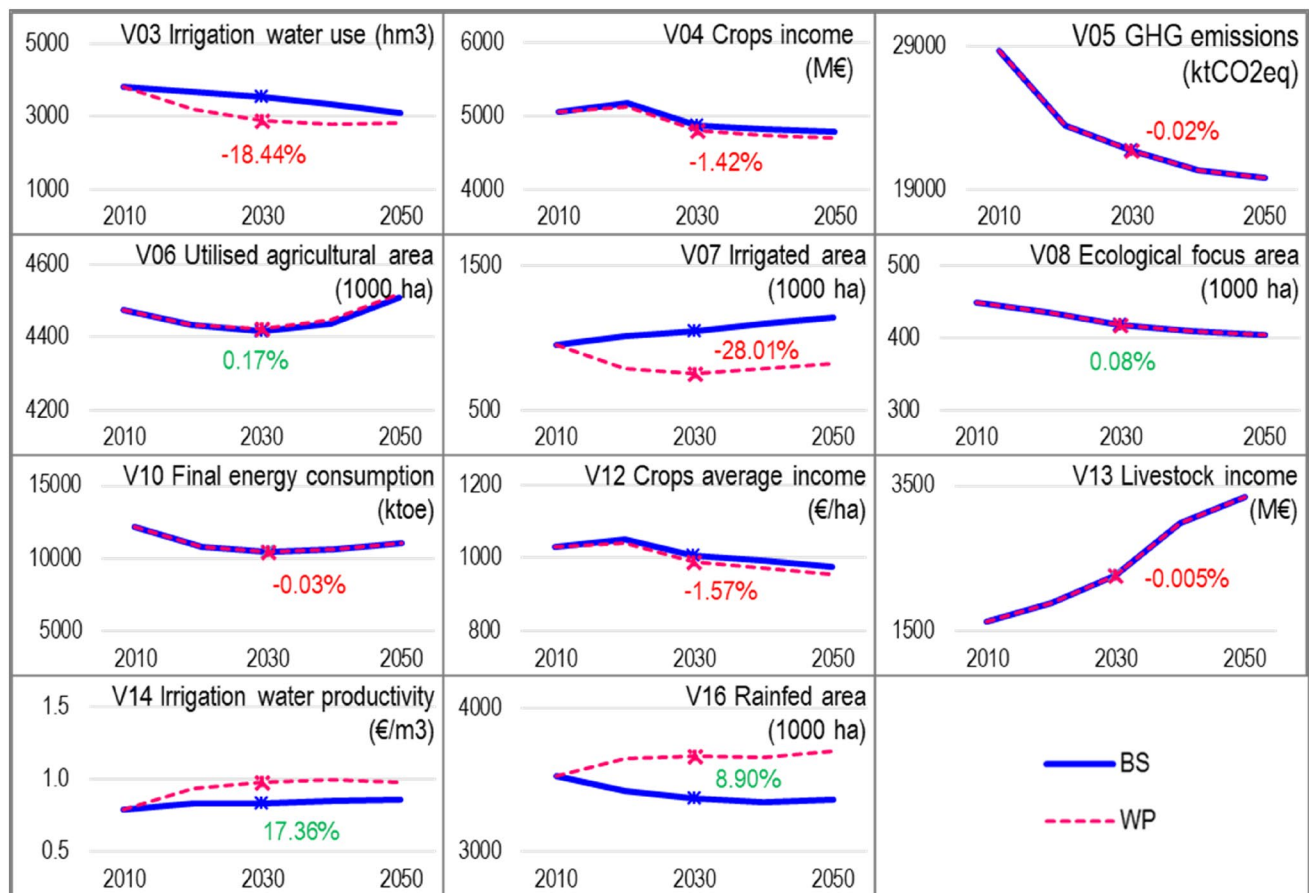 V03 Irrigation water use (hm3)
5000
3000
1000
-18.44%
2010 2030 2050
V04 Crops income
(M€)
6000
5000
4000
-1.42%
2010 2030 2050
V05 GHG emissions
(ktCO2eq)
29000
19000
-0.02%
2010 2030 2050
V06 Utilised agricultural area
(1000 ha)
4600
4400
4200
0.17%
2010 2030 2050
V07 Irrigated area
(1000 ha)
1500
500
-28.01%
2010 2030 2050
V08 Ecological focus area
(1000 ha)
500
400
300
0.08%
2010 2030 2050
V10 Final energy consumption
(ktoe)
15000
10000
5000
-0.03%
2010 2030 2050
V12 Crops average income
(€/ha)
1200
1000
800
-1.57%
2010 2030 2050
V13 Livestock income
(M€)
3500
1500
-0.005%
2010 2030 2050
V14 Irrigation water productivity
(€/m3)
1.5
1.0
0.5
17.36%
2010 2030 2050
V16 Rainfed area
(1000 ha)
4000
3000
8.90%
2010 2030 2050
BS
WP